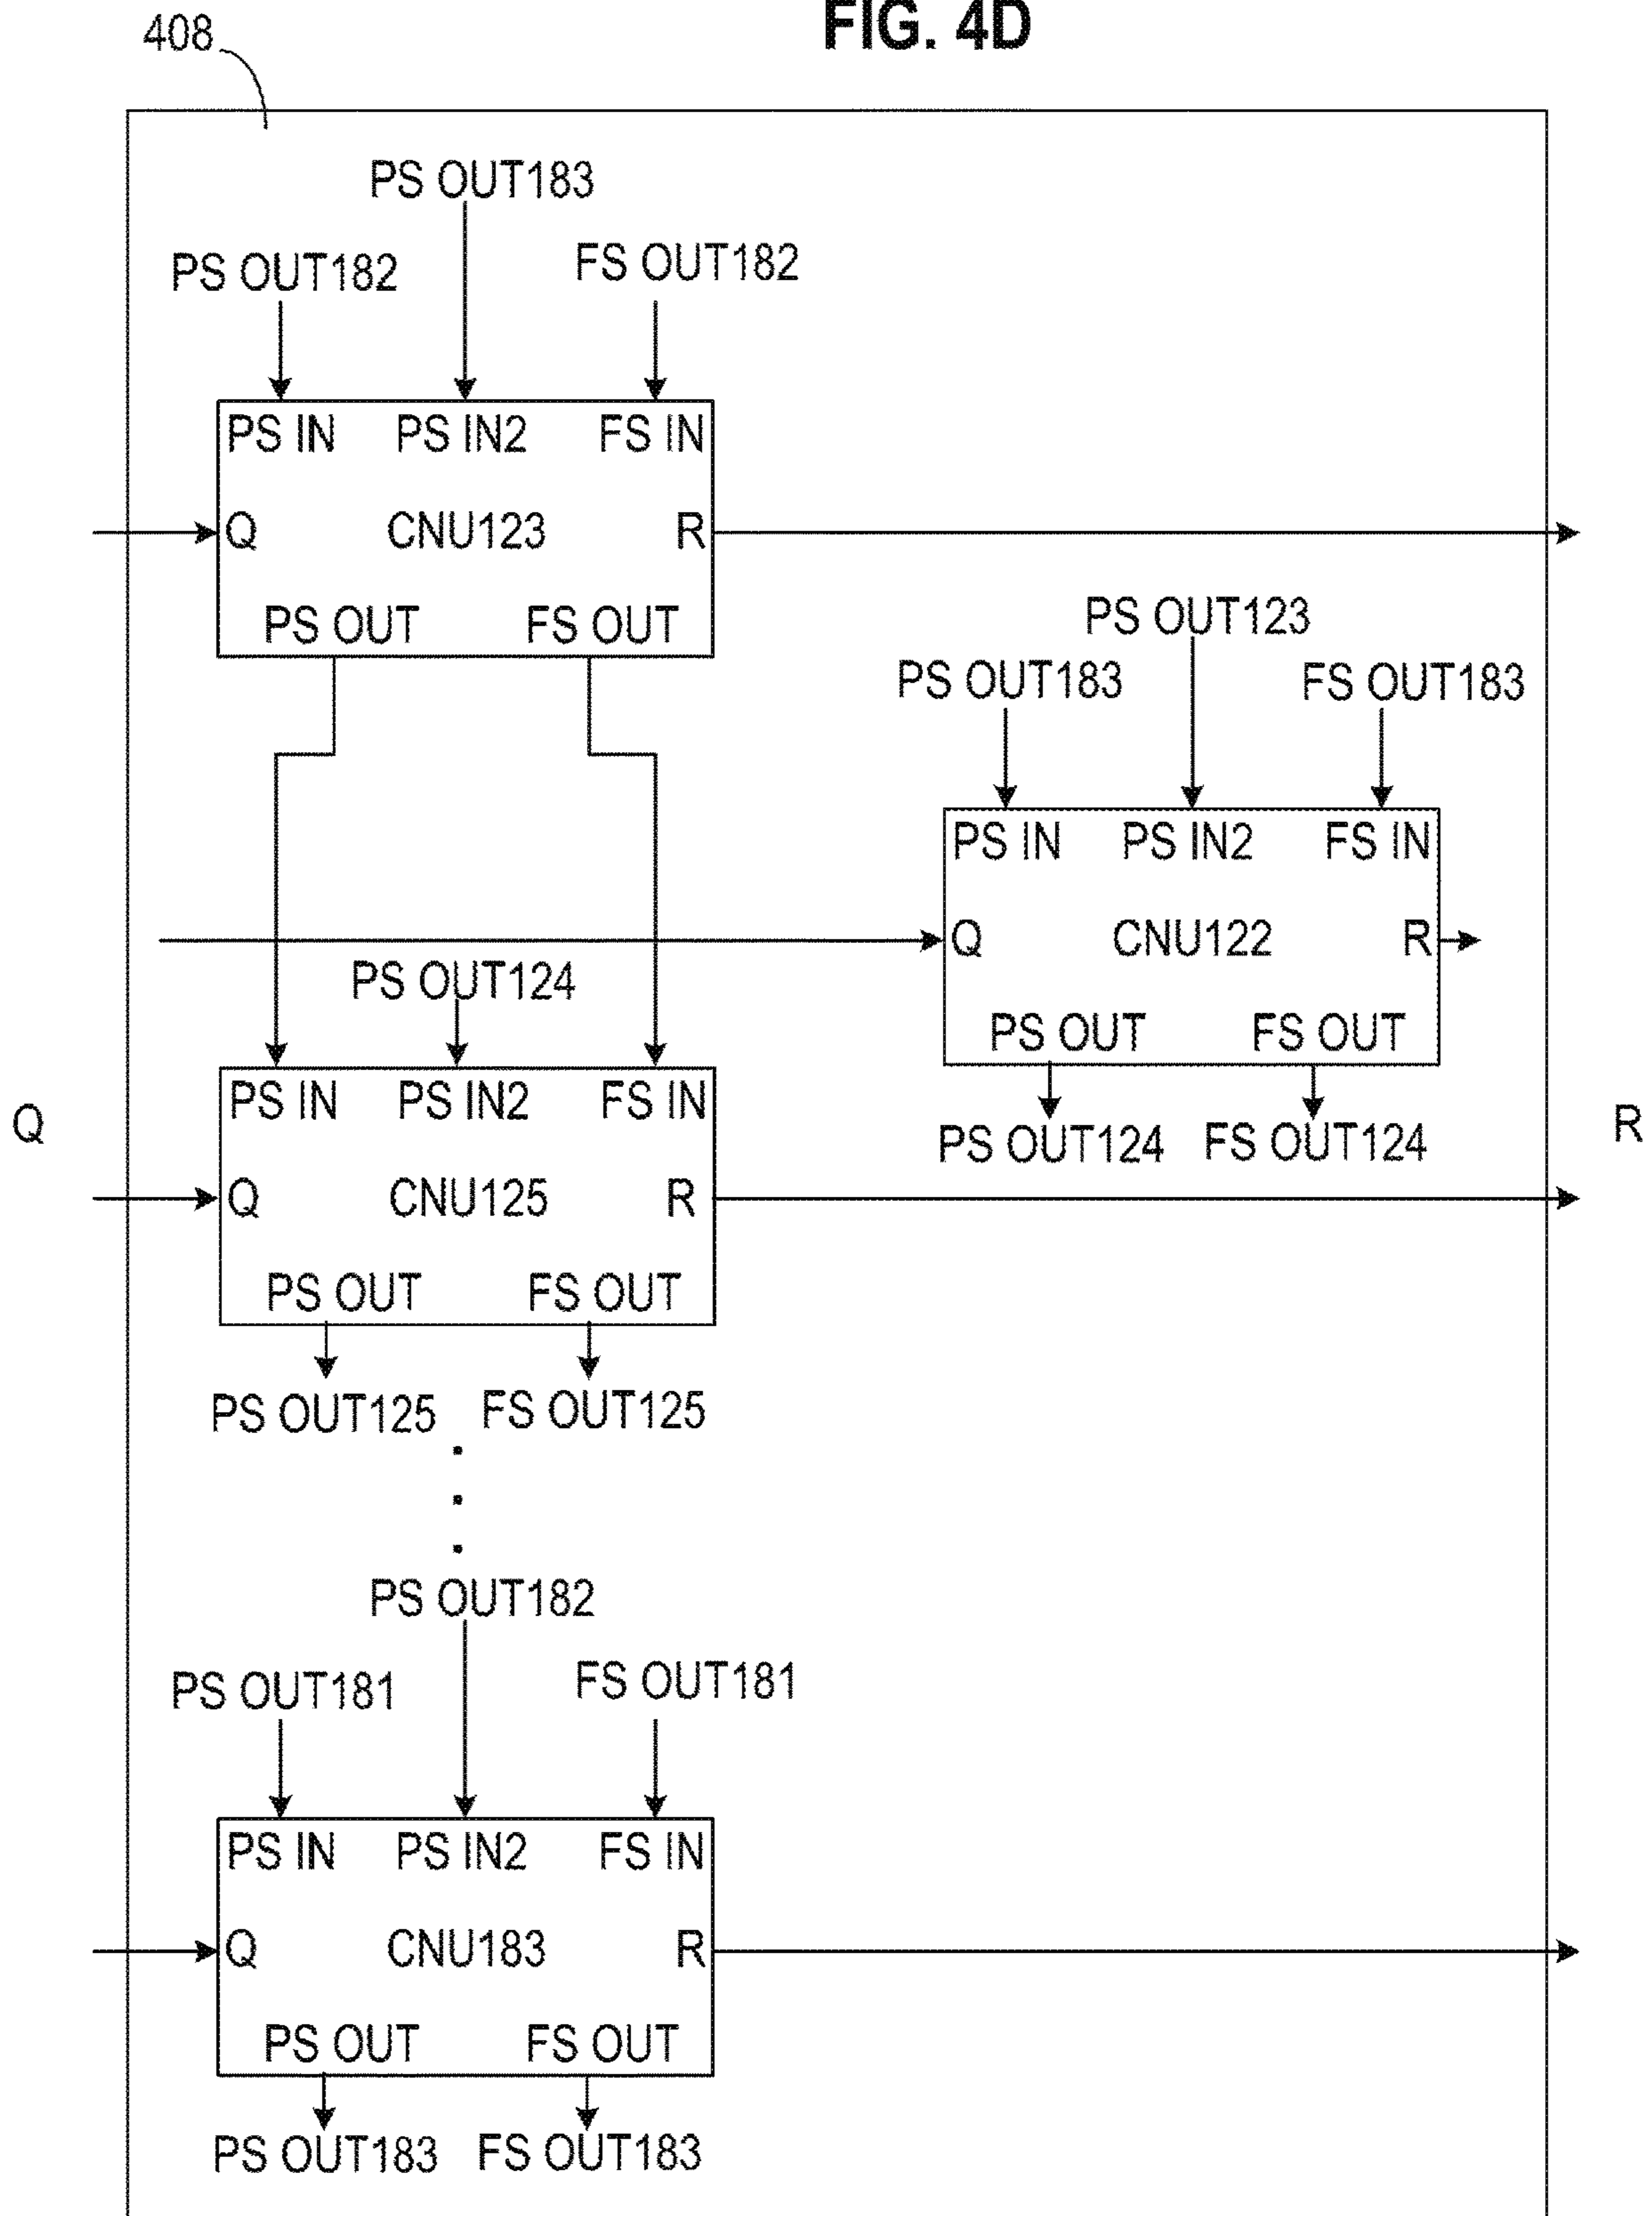 FIG. 4D
408
PS OUT183
PS OUT182
FS OUT182
PS IN
PS IN2
FS IN
Q
CNU123
R
PS OUT
FS OUT
PS OUT123
PS OUT183
FS OUT183
PS IN
PS IN2
FS IN
Q
CNU122
R
PS OUT
FS OUT
PS OUT124
FS OUT124
PS OUT124
PS IN
PS IN2
FS IN
Q
CNU125
R
PS OUT
FS OUT
PS OUT125
FS OUT125
Q
R
PS OUT182
PS OUT181
FS OUT181
PS IN
PS IN2
FS IN
Q
CNU183
R
PS OUT
FS OUT
PS OUT183
FS OUT183